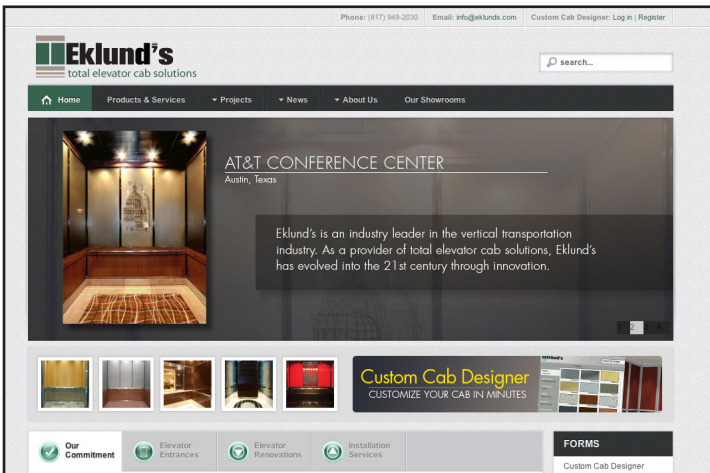 Phone: (817) 949-2030 Email: info@eklunds.com Custom Cab Designer: Log in | Register
Eklund's
total elevator cab solutions
search...
Home Products & Services Projects News About Us Our Showrooms
AT&T CONFERENCE CENTER
Austin, Texas
Eklund's is an industry leader in the vertical transportation
industry. As a provider of total elevator cab solutions, Eklund's
has evolved into the 21st century through innovation.
1 2 3 4
Custom Cab Designer
CUSTOMIZE YOUR CAB IN MINUTES
Eklund's
Our
Commitment
Elevator
Entrances
Elevator
Renovations
Installation
Services
FORMS
Custom Cab Designer